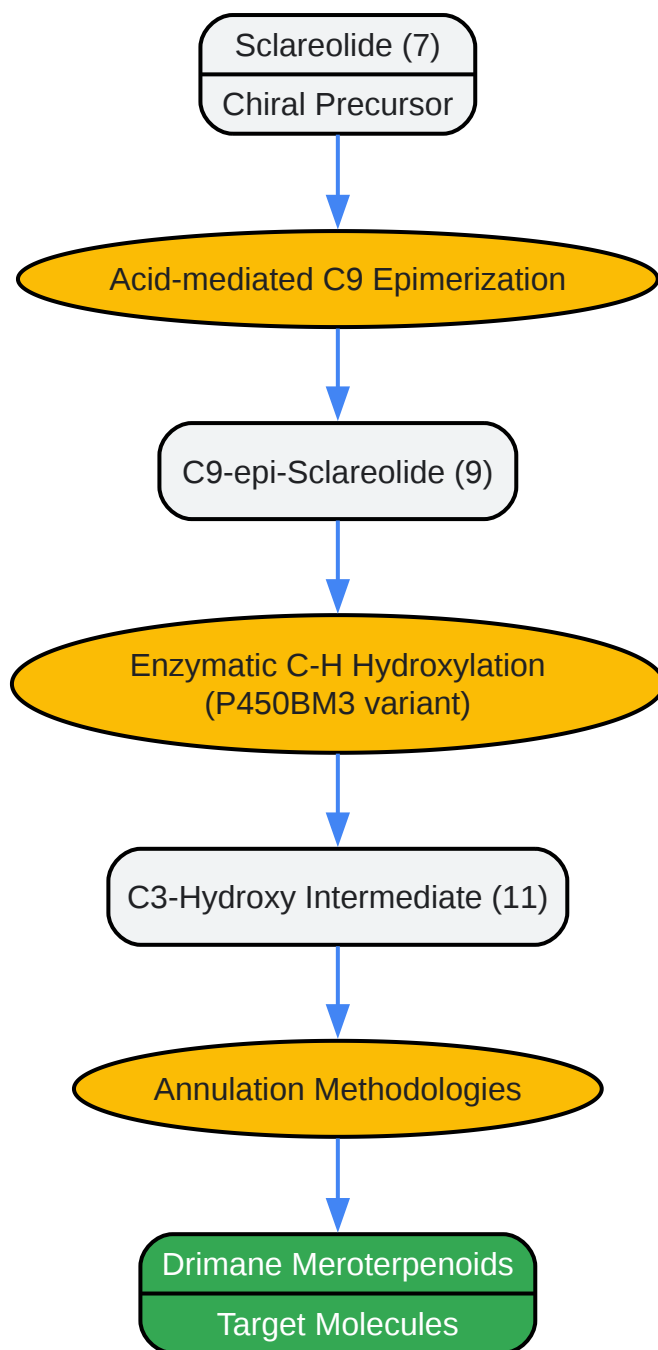 Sclareolide (7)
Chiral Precursor
Acid-mediated C9 Epimerization
C9-epi-Sclareolide (9)
Enzymatic C-H Hydroxylation
(P450BM3 variant)
C3-Hydroxy Intermediate (11)
Annulation Methodologies
Drimane Meroterpenoids
Target Molecules